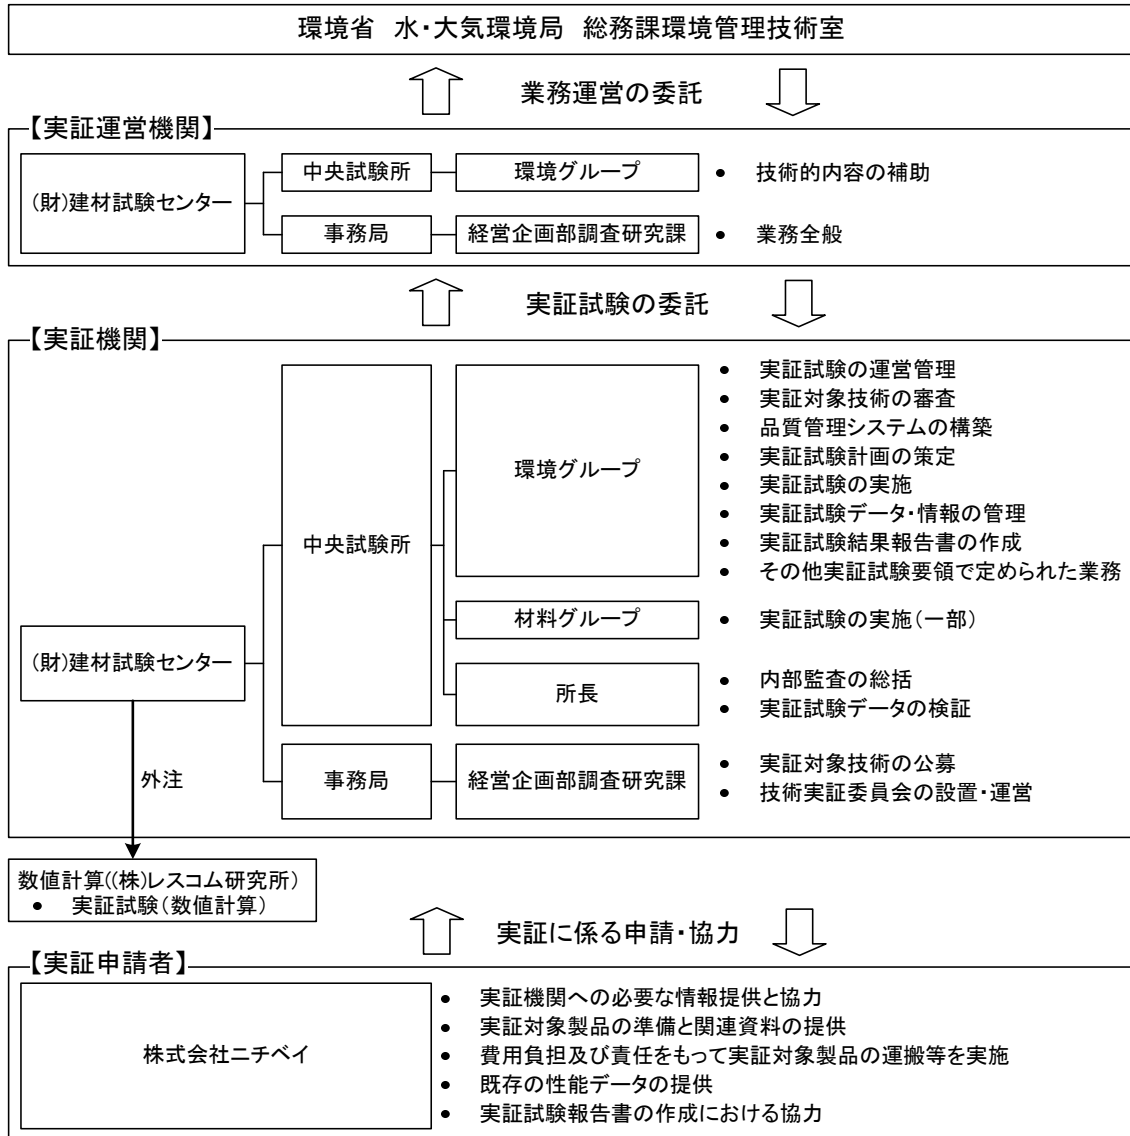 環境省　水・大気環境局　総務課環境管理技術室
業務運営の委託
【実証運営機関】
(財)建材試験センター
中央試験所
環境グループ
• 技術的内容の補助
事務局
経営企画部調査研究課
• 業務全般
実証試験の委託
【実証機関】
(財)建材試験センター
中央試験所
環境グループ
• 実証試験の運営管理
• 実証対象技術の審査
• 品質管理システムの構築
• 実証試験計画の策定
• 実証試験の実施
• 実証試験データ・情報の管理
• 実証試験結果報告書の作成
• その他実証試験要領で定められた業務
材料グループ
• 実証試験の実施(一部)
所長
• 内部監査の総括
• 実証試験データの検証
事務局
経営企画部調査研究課
• 実証対象技術の公募
• 技術実証委員会の設置・運営
外注
数値計算((株)レスコム研究所)
• 実証試験(数値計算)
実証に係る申請・協力
【実証申請者】
株式会社ニチベイ
• 実証機関への必要な情報提供と協力
• 実証対象製品の準備と関連資料の提供
• 費用負担及び責任をもって実証対象製品の運搬等を実施
• 既存の性能データの提供
• 実証試験報告書の作成における協力